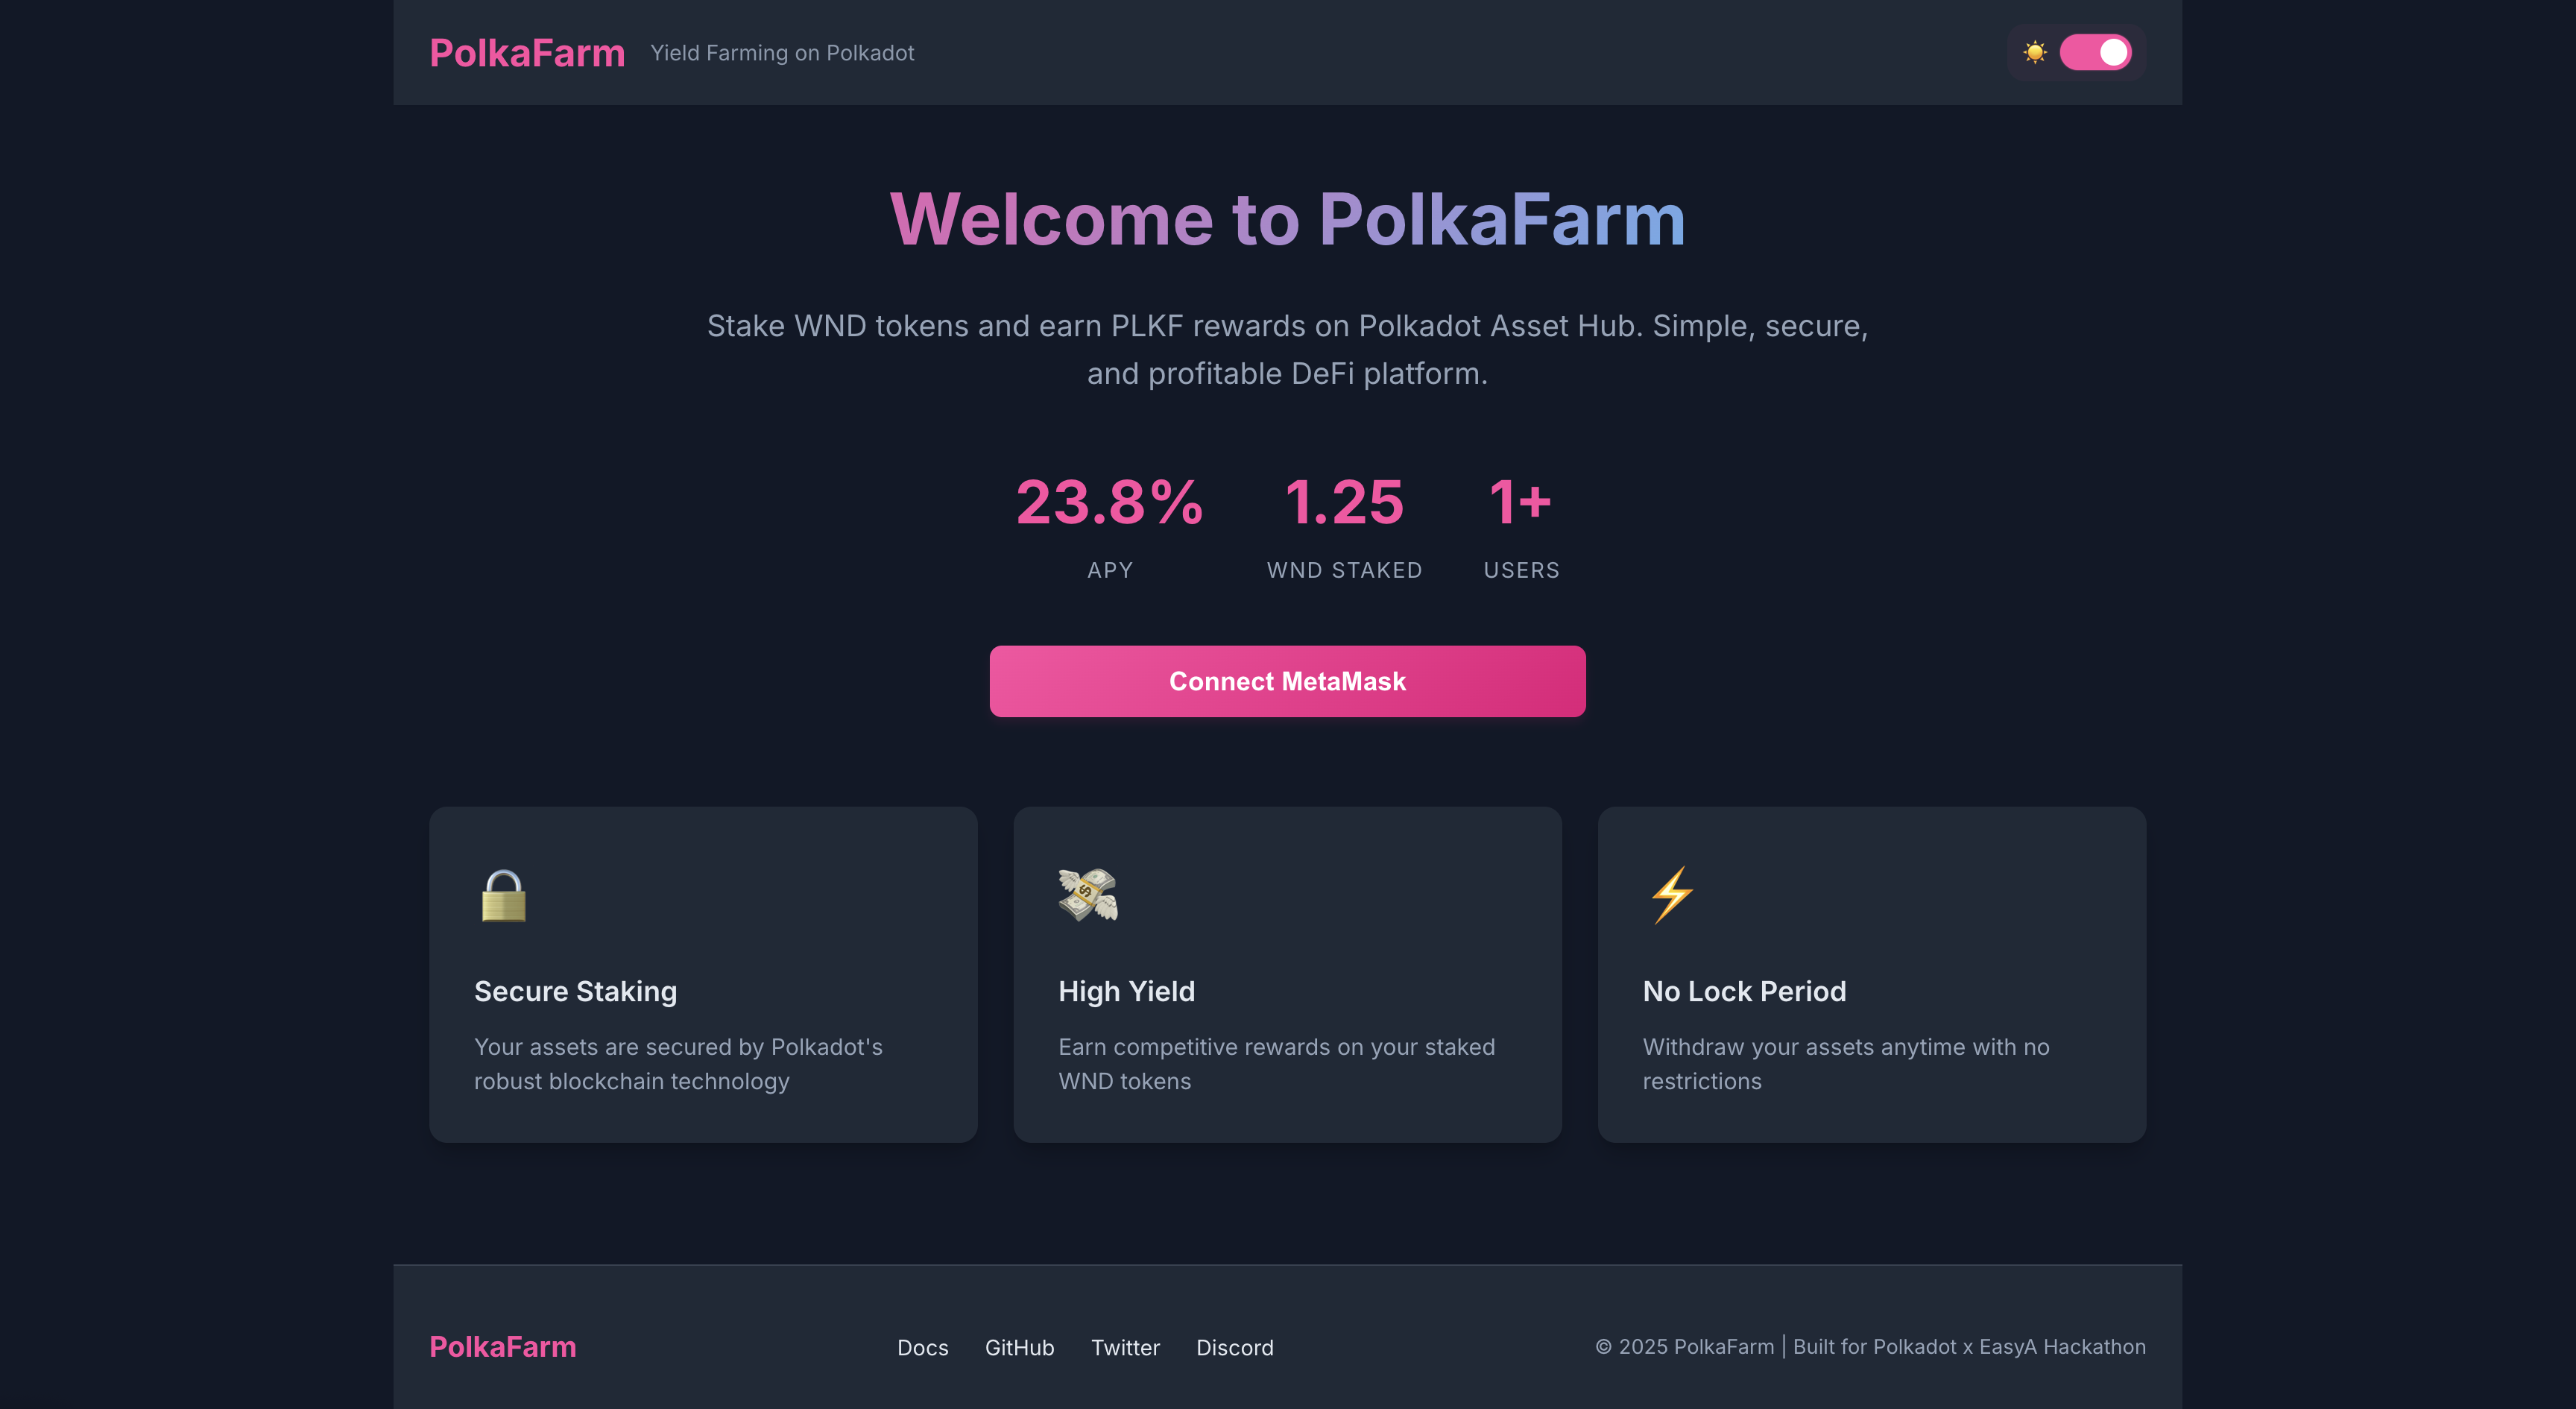 PolkaFarm Yield Farming on Polkadot
Welcome to PolkaFarm
Stake WND tokens and earn PLKF rewards on Polkadot Asset Hub. Simple, secure,
and profitable DeFi platform.
23.8% 1.25 1+
APY WND STAKED USERS
Connect MetaMask
Secure Staking
Your assets are secured by Polkadot's
robust blockchain technology
High Yield
Earn competitive rewards on your staked
WND tokens
No Lock Period
Withdraw your assets anytime with no
restrictions
PolkaFarm Docs GitHub Twitter Discord © 2025 PolkaFarm | Built for Polkadot x EasyA Hackathon